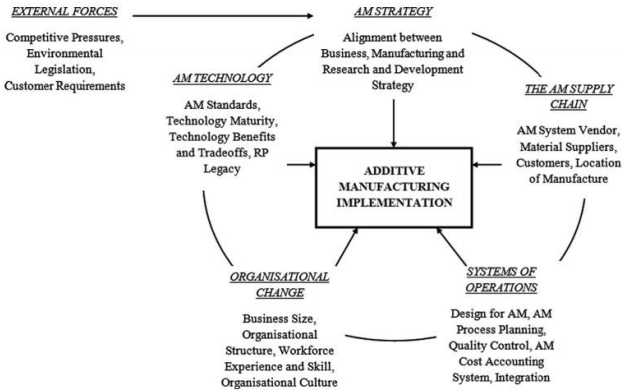 EXTERNAL FORCES
Competitive Pressures,
Environmental
Legislation,
Customer Requirements
AM STRATEGY
Alignment between
Business, Manufacturing and
Research and Development
Strategy
AM TECHNOLOGY
AM Standards,
Technology Maturity,
Technology Benefits
and Tradeoffs, RP
Legacy
THE AM SUPPLY
CHAIN
AM System Vendor,
Material Suppliers,
Customers, Location
of Manufacture
ADDITIVE
MANUFACTURING
IMPLEMENTATION
ORGANISATIONAL
CHANGE
Business Size,
Organisational
Structure, Workforce
Experience and Skill,
Organisational Culture
SYSTEMS OF
OPERATIONS
Design for AM, AM
Process Planning,
Quality Control, AM
Cost Accounting
System, Integration